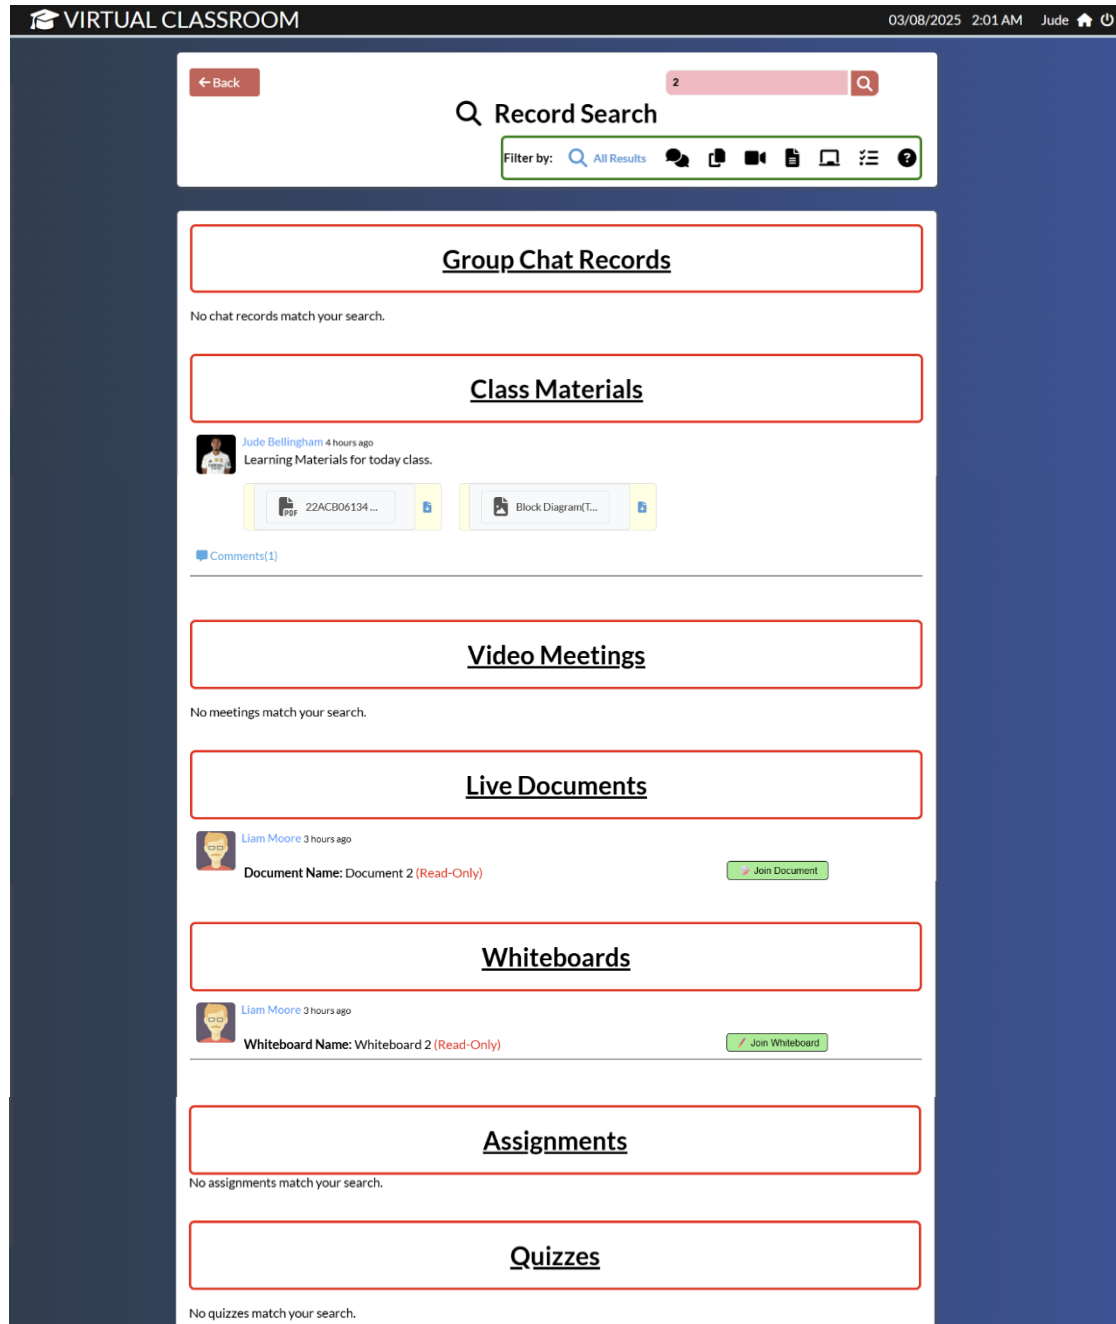 VIRTUAL CLASSROOM 03/08/2025 2:01 AM Jude
Back 2
Record Search
Filter by: All Results
Group Chat Records
No chat records match your search.
Class Materials
Jude Bellingham 4 hours ago
Learning Materials for today class.
PDF 22ACB06134 ... Block Diagram(T...
Comments(1)
Video Meetings
No meetings match your search.
Live Documents
Liam Moore 3 hours ago
Document Name: Document 2 (Read-Only) Join Document
Whiteboards
Liam Moore 3 hours ago
Whiteboard Name: Whiteboard 2 (Read-Only) Join Whiteboard
Assignments
No assignments match your search.
Quizzes
No quizzes match your search.